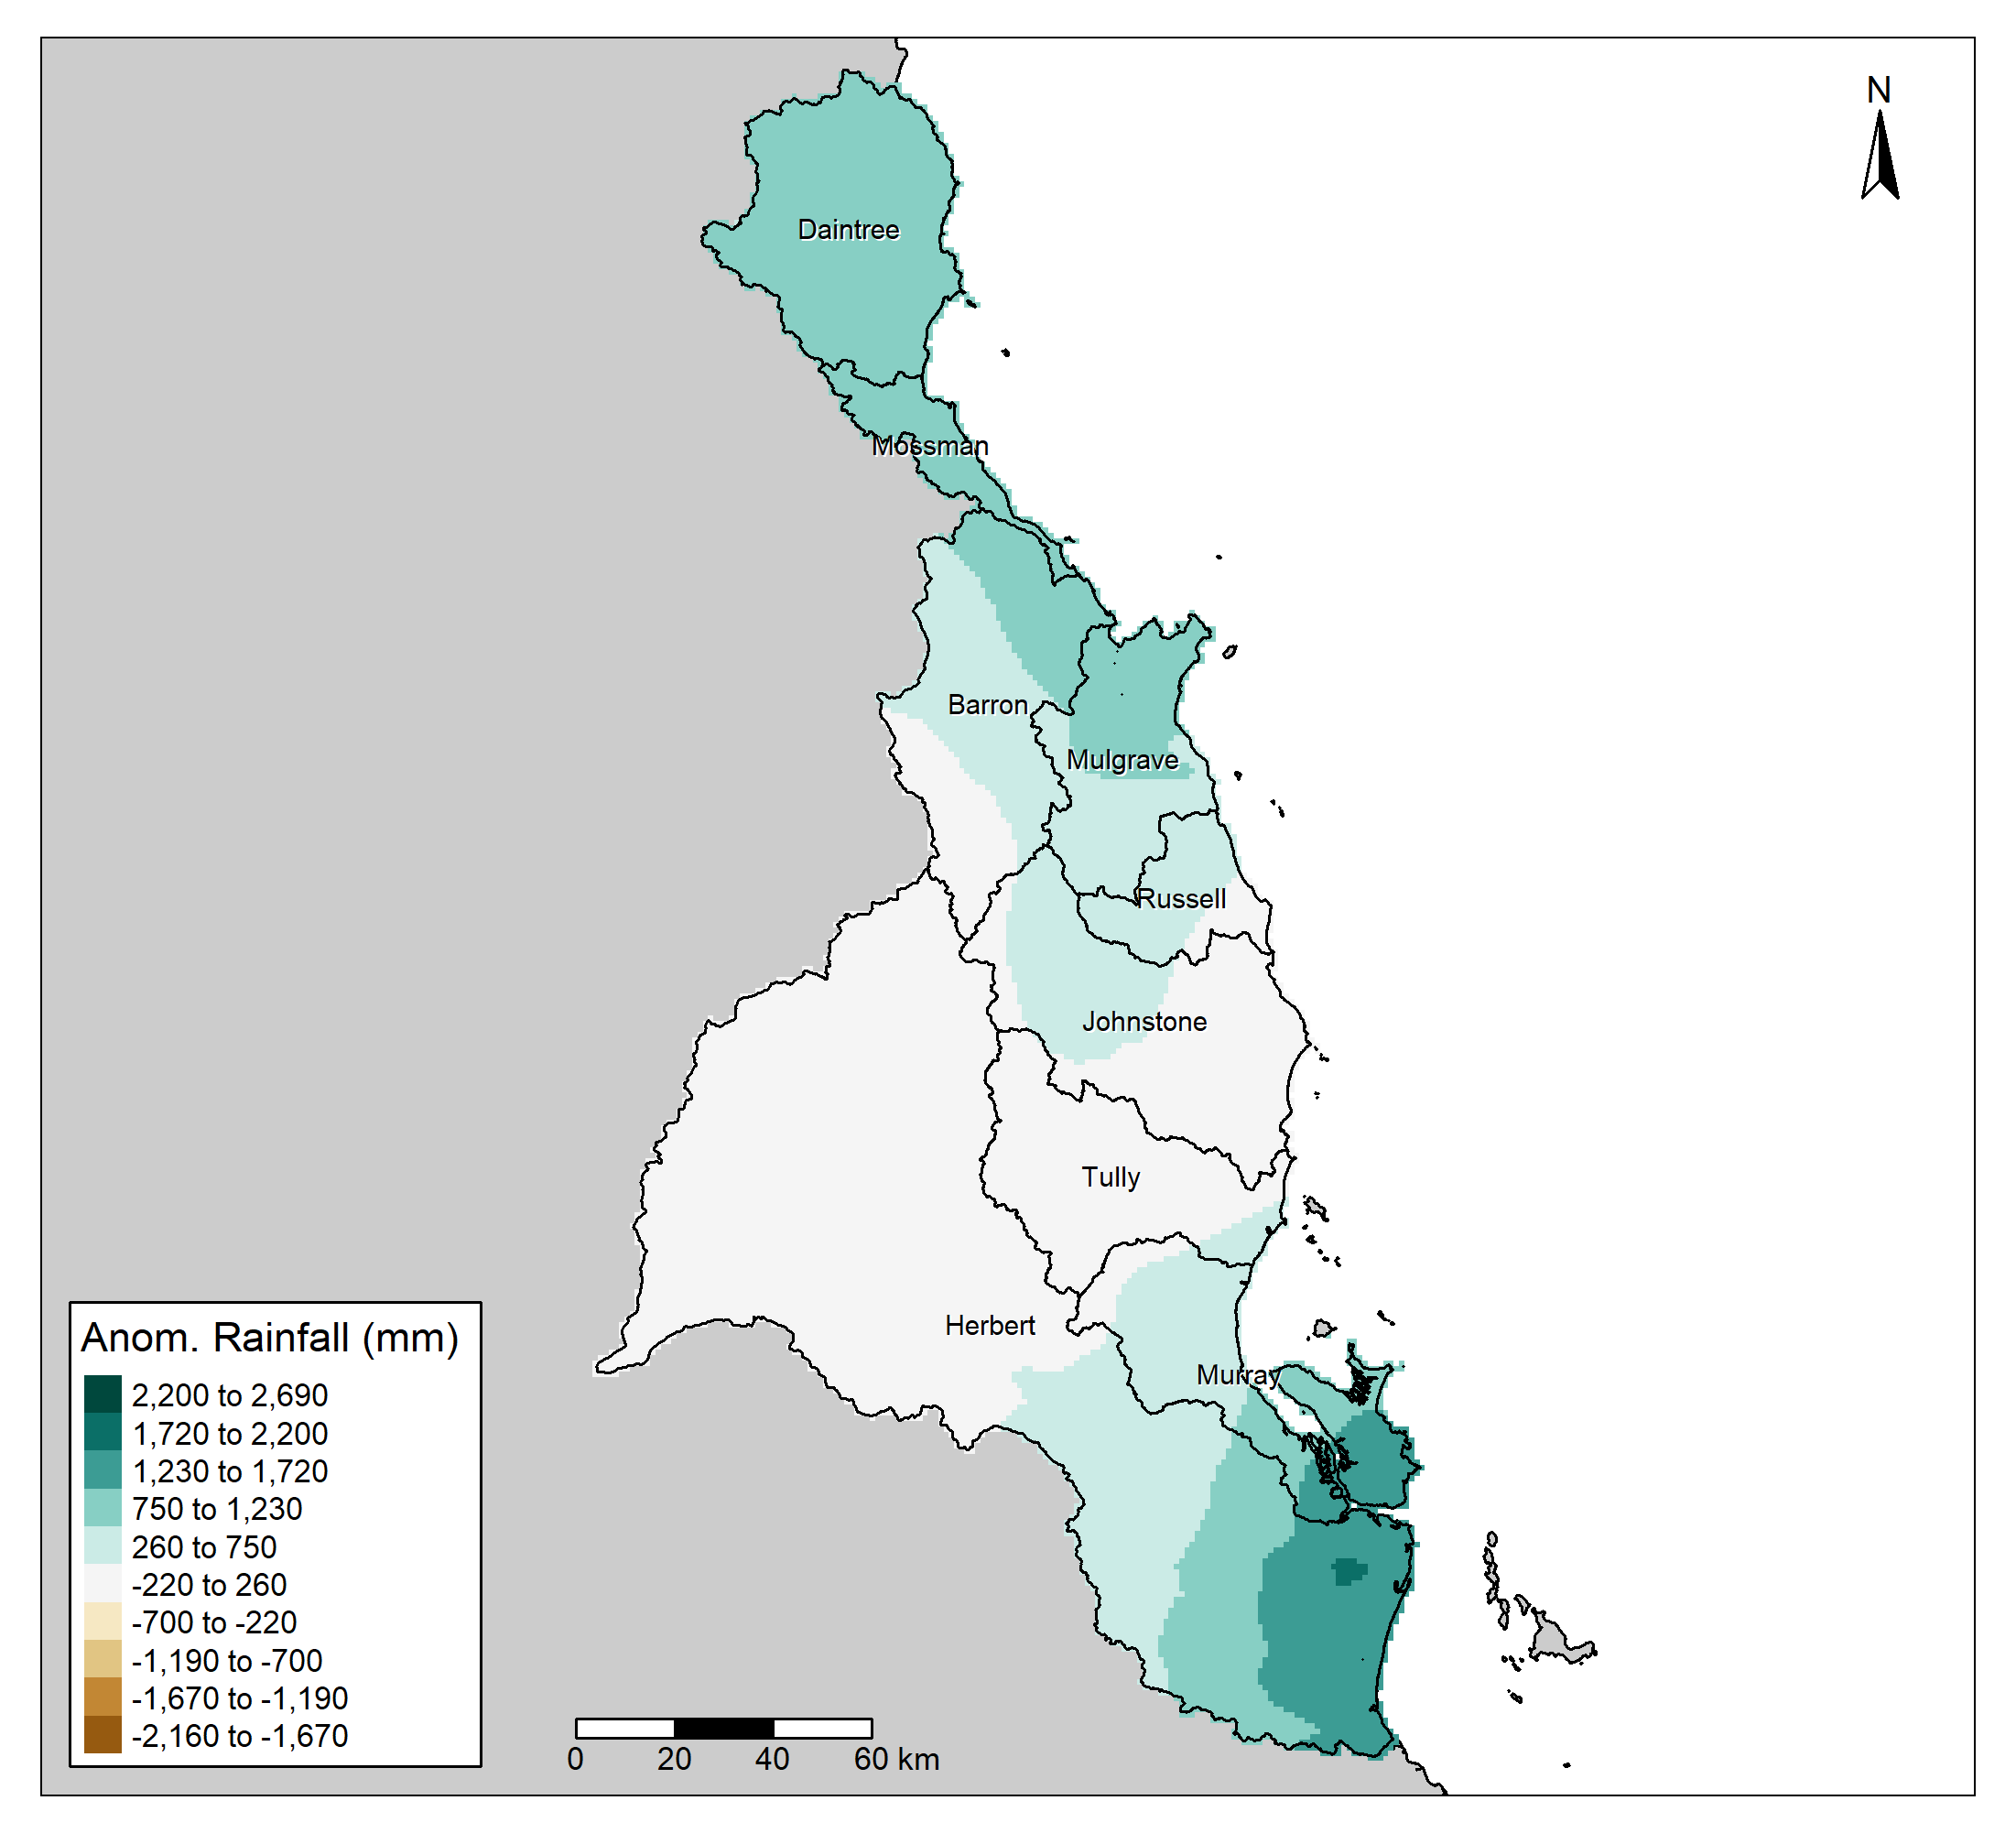 N
Daintree
Mossman
Barron
Mulgrave
Russell
Johnstone
Tully
Herbert
Murray
Anom. Rainfall (mm)
2,200 to 2,690
1,720 to 2,200
1,230 to 1,720
750 to 1,230
260 to 750
-220 to 260
-700 to -220
-1,190 to -700
-1,670 to -1,190
-2,160 to -1,670
0 20 40 60 km